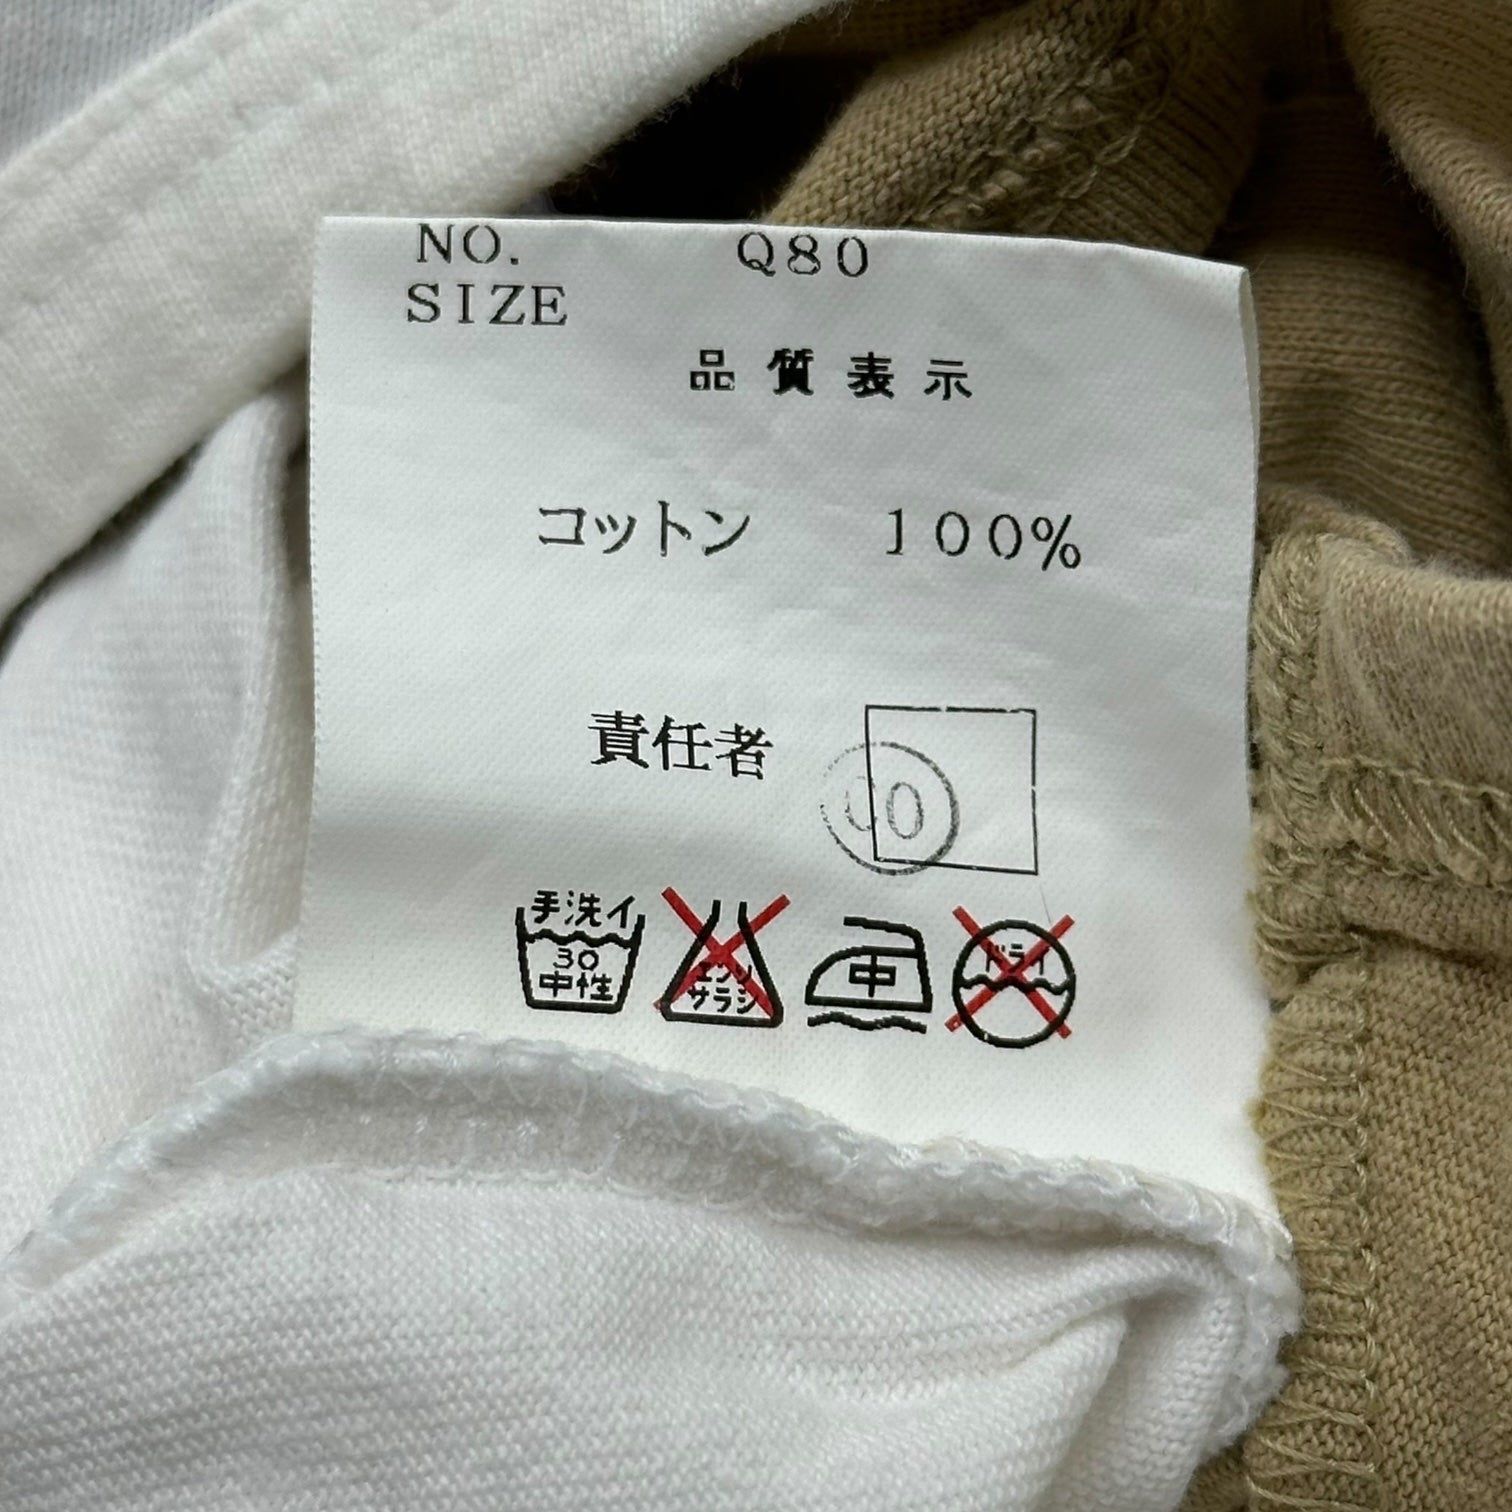 NO. Q80
SIZE
品質表示
コットン 100%
責任者
手洗イ
30
中性
エンソ
サラシ
中
ドライ